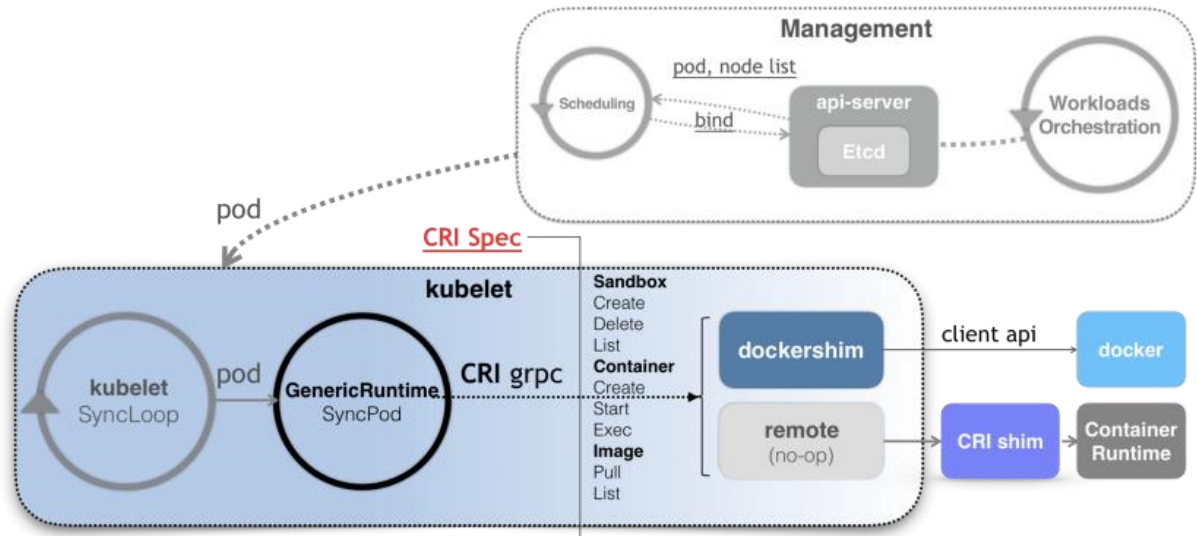 Management
pod, node list
Scheduling
bind
api-server
Etcd
Workloads
Orchestration
pod
CRI Spec
kubelet
kubelet
SyncLoop
pod
GenericRuntime
SyncPod
CRI grpc
Sandbox
Create
Delete
List
Container
Create
Start
Exec
Image
Pull
List
dockershim
client api
docker
remote
(no-op)
CRI shim
Container
Runtime